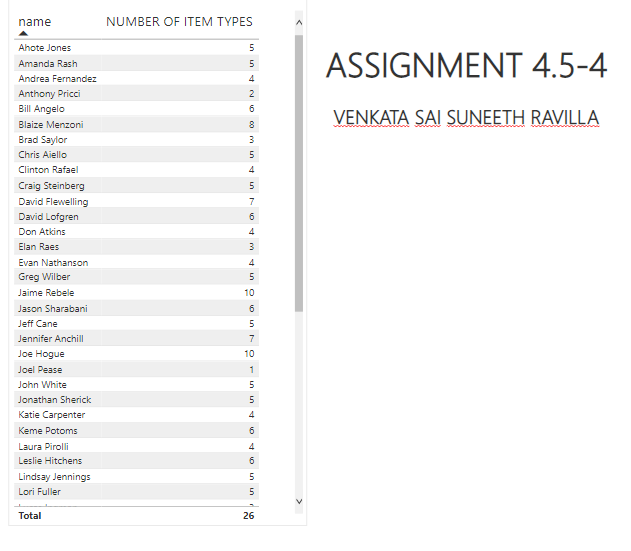 name NUMBER OF ITEM TYPES
Ahote Jones 5
Amanda Rash 5
Andrea Fernandez 4
Anthony Pricci 2
Bill Angelo 6
Blaize Menzoni 8
Brad Saylor 3
Chris Aiello 5
Clinton Rafael 4
Craig Steinberg 5
David Flewelling 7
David Lofgren 6
Don Atkins 4
Elan Raes 3
Evan Nathanson 4
Greg Wilber 5
Jaime Rebele 10
Jason Sharabani 6
Jeff Cane 5
Jennifer Anchill 7
Joe Hogue 10
Joel Pease 1
John White 5
Jonathan Sherick 5
Katie Carpenter 4
Keme Potoms 6
Laura Pirolli 4
Leslie Hitchens 6
Lindsay Jennings 5
Lori Fuller 5
Total 26
ASSIGNMENT 4.5-4
VENKATA SAI SUNEETH RAVILLA